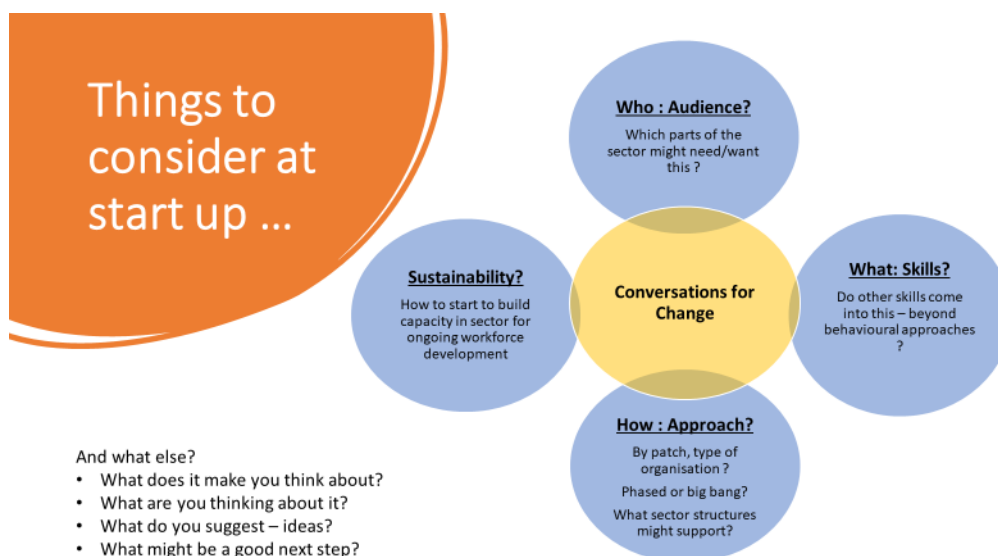 Things to
consider at
start up ...
Who : Audience?
Which parts of the
sector might need/want
this ?
Sustainability?
How to start to build
capacity in sector for
ongoing workforce
development
Conversations for
Change
What: Skills?
Do other skills come
into this – beyond
behavioural approaches
?
How : Approach?
By patch, type of
organisation ?
Phased or big bang?
What sector structures
might support?
And what else?
• What does it make you think about?
• What are you thinking about it?
• What do you suggest – ideas?
• What might be a good next step?